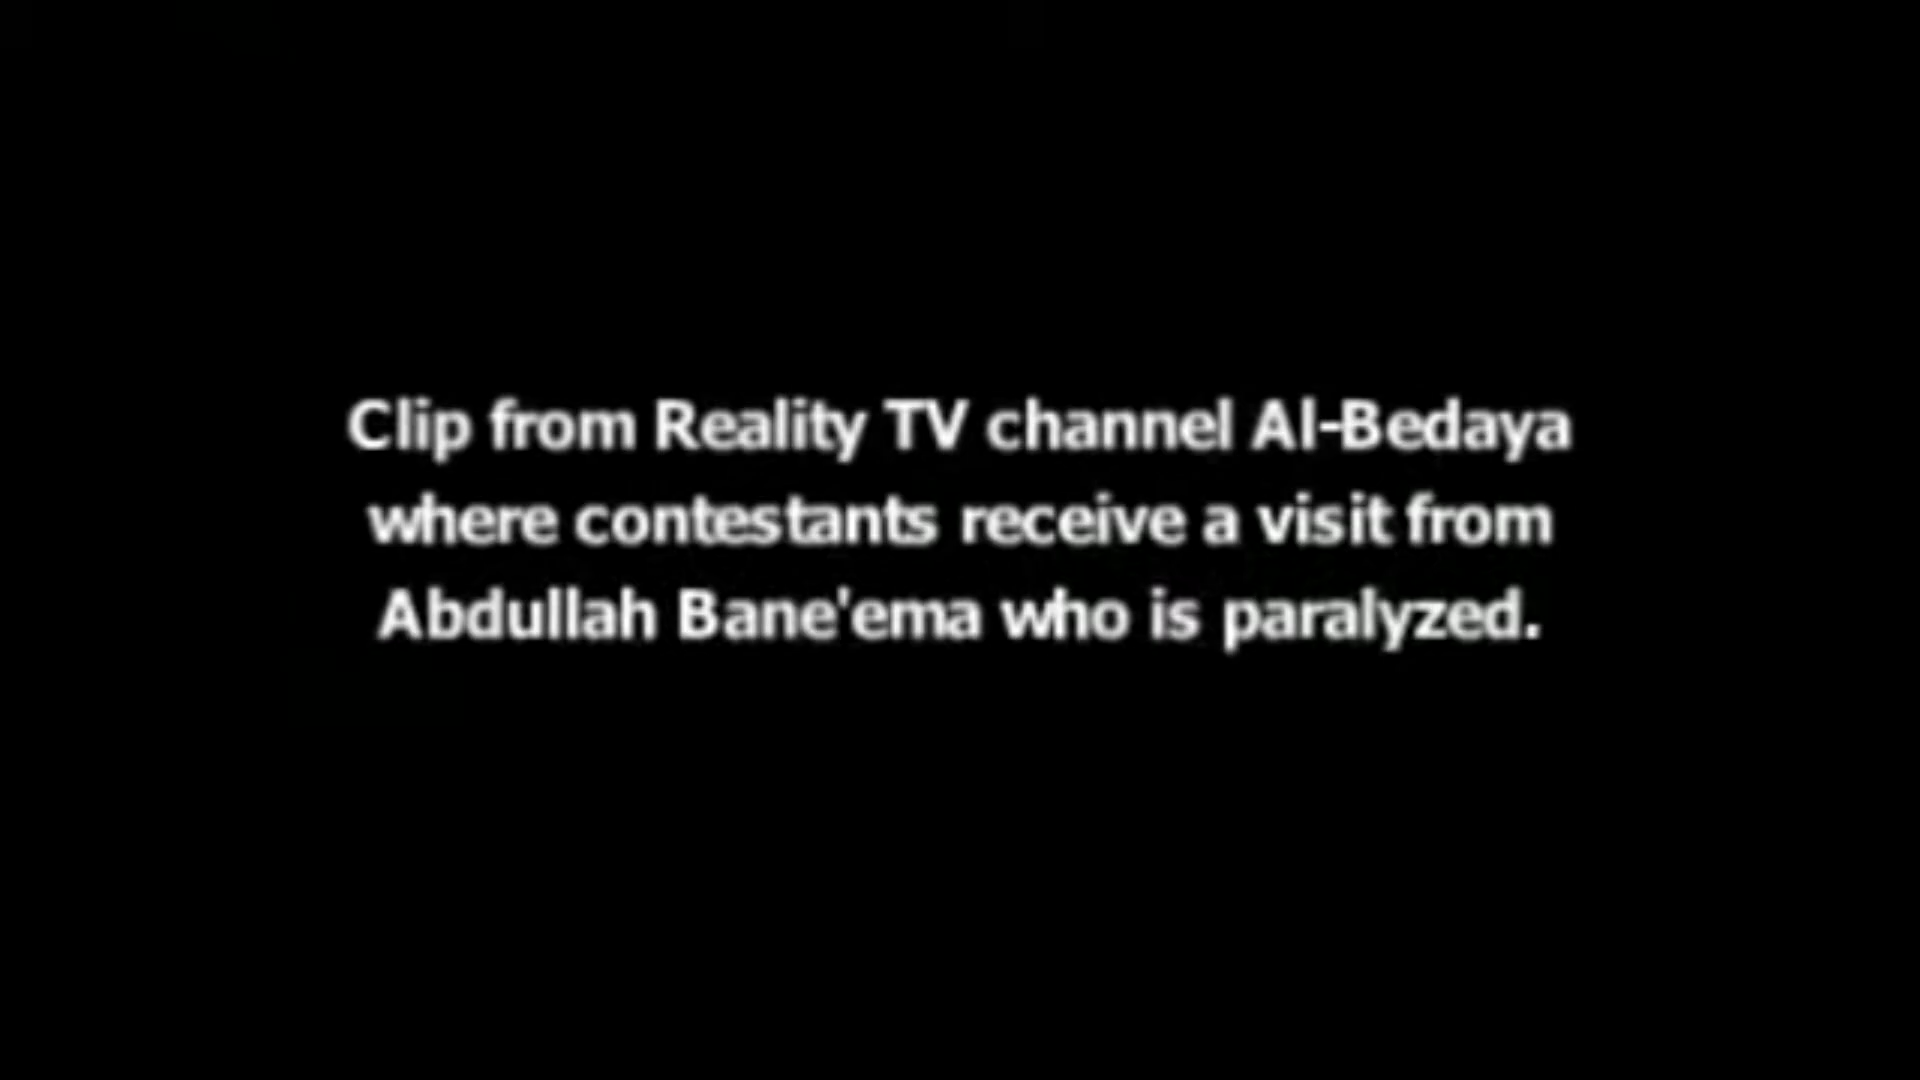 Clip from Reality TV channel Al-Bedaya
where contestants receive a visit from
Abdullah Bane'ema who is paralyzed.